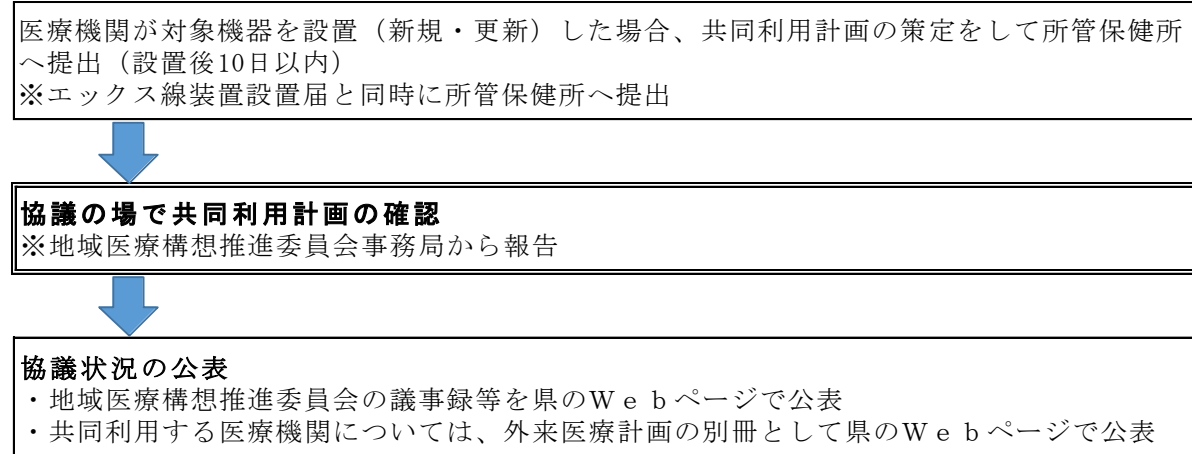 医療機関が対象機器を設置（新規・更新）した場合、共同利用計画の策定をして所管保健所
へ提出（設置後10日以内）
※エックス線装置設置届と同時に所管保健所へ提出
協議の場で共同利用計画の確認
※地域医療構想推進委員会事務局から報告
協議状況の公表
・地域医療構想推進委員会の議事録等を県のＷｅｂページで公表
・共同利用する医療機関については、外来医療計画の別冊として県のＷｅｂページで公表